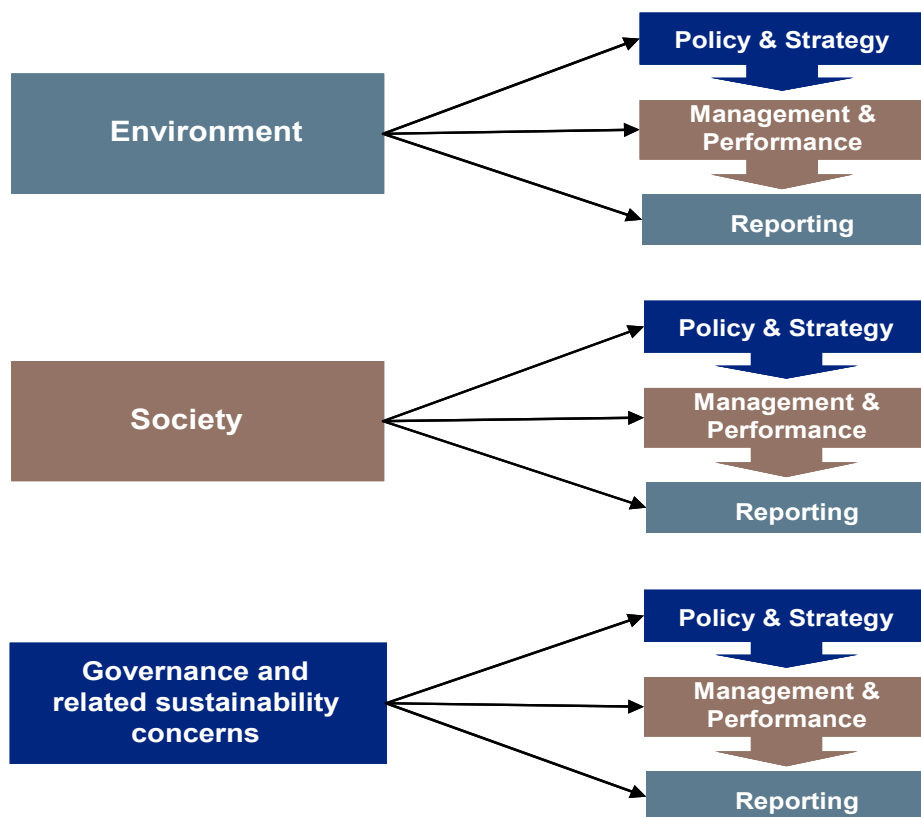 Environment
Policy & Strategy
Management &
Performance
Reporting
Society
Policy & Strategy
Management &
Performance
Reporting
Governance and
related sustainability
concerns
Policy & Strategy
Management &
Performance
Reporting